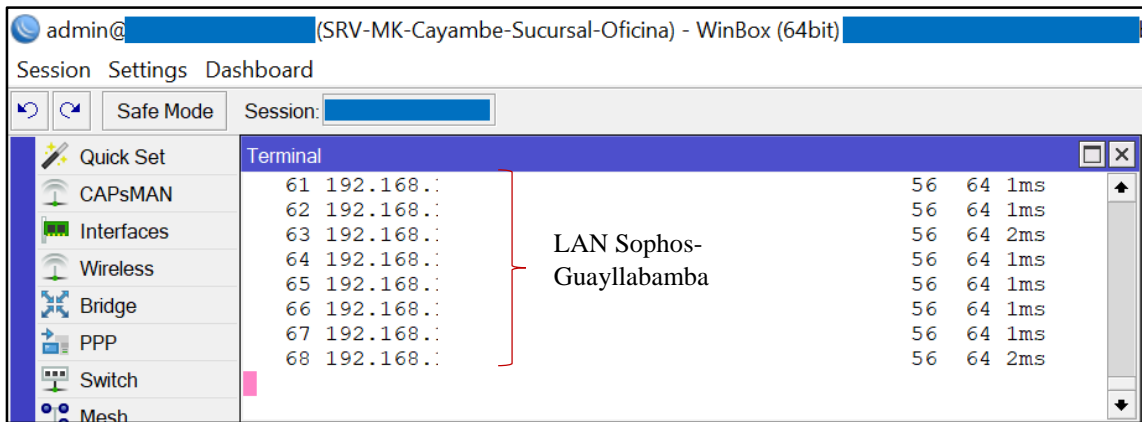 admin@ (SRV-MK-Cayambe-Sucursal-Oficina) - WinBox (64bit)
Session Settings Dashboard
Safe Mode Session:
Quick Set
CAPsMAN
Interfaces
Wireless
Bridge
PPP
Switch
Mesh
Terminal
61 192.168.1 56 64 1ms
62 192.168.1 56 64 1ms
63 192.168.1 56 64 2ms
64 192.168.1 56 64 1ms
65 192.168.1 56 64 1ms
66 192.168.1 56 64 1ms
67 192.168.1 56 64 1ms
68 192.168.1 56 64 2ms
LAN Sophos-
Guayllabamba